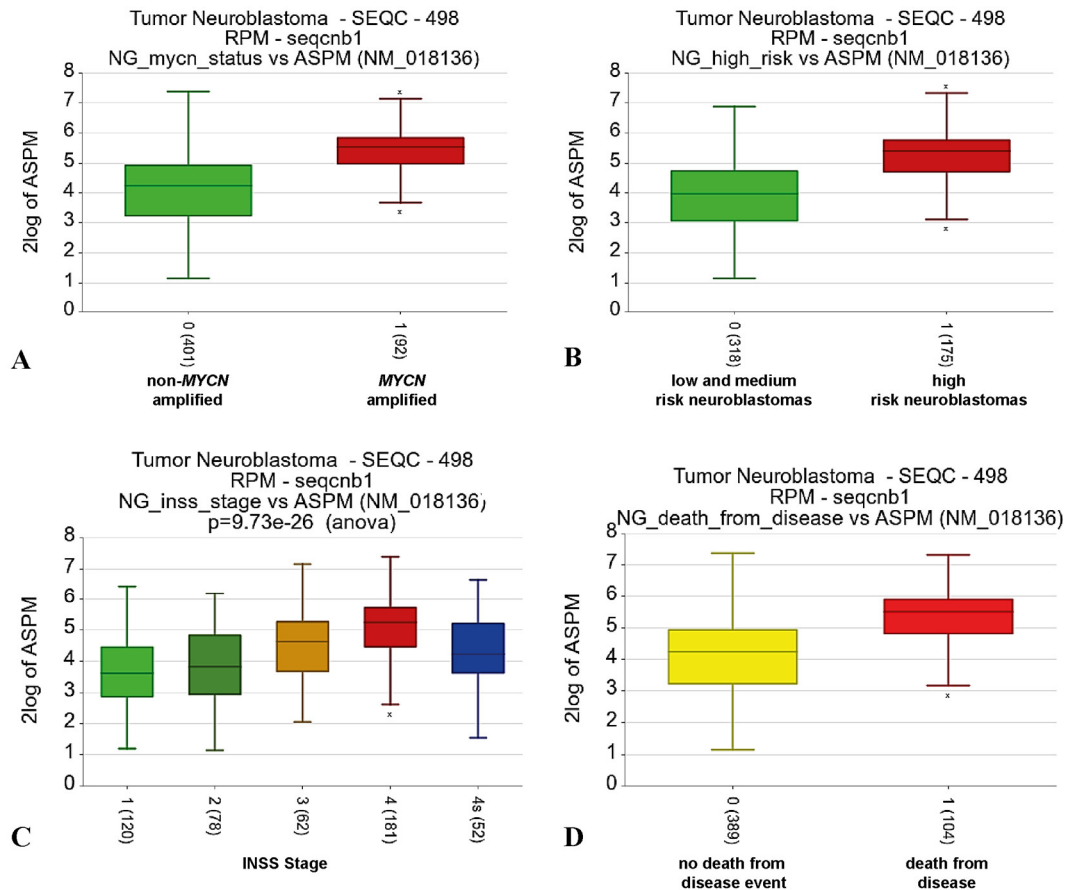 Tumor Neuroblastoma - SEQC - 498
RPM - seqcnb1
NG_mycn_status vs ASPM (NM_018136)
2log of ASPM
8
7
6
5
4
3
2
1
0
0 (401)
1 (92)
non-MYCN
amplified
MYCN
amplified
A
Tumor Neuroblastoma - SEQC - 498
RPM - seqcnb1
NG_high_risk vs ASPM (NM_018136)
2log of ASPM
8
7
6
5
4
3
2
1
0
0 (318)
1 (175)
low and medium
risk neuroblastomas
high
risk neuroblastomas
B
Tumor Neuroblastoma - SEQC - 498
RPM - seqcnb1
NG_inss_stage vs ASPM (NM_018136)
p=9.73e-26 (anova)
2log of ASPM
8
7
6
5
4
3
2
1
0
1 (120)
2 (78)
3 (62)
4 (181)
4s (52)
INSS Stage
C
Tumor Neuroblastoma - SEQC - 498
RPM - seqcnb1
NG_death_from_disease vs ASPM (NM_018136)
2log of ASPM
8
7
6
5
4
3
2
1
0
0 (389)
1 (104)
no death from
disease event
death from
disease
D